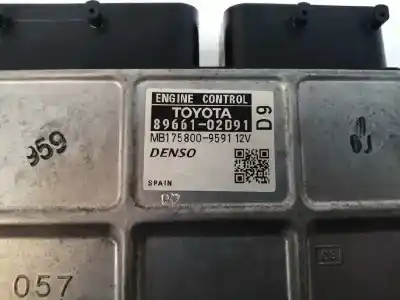 ENGINE CONTROL
TOYOTA
89661-02D91
D9
MB175800-9591 12V
DENSO
SPAIN
959
057